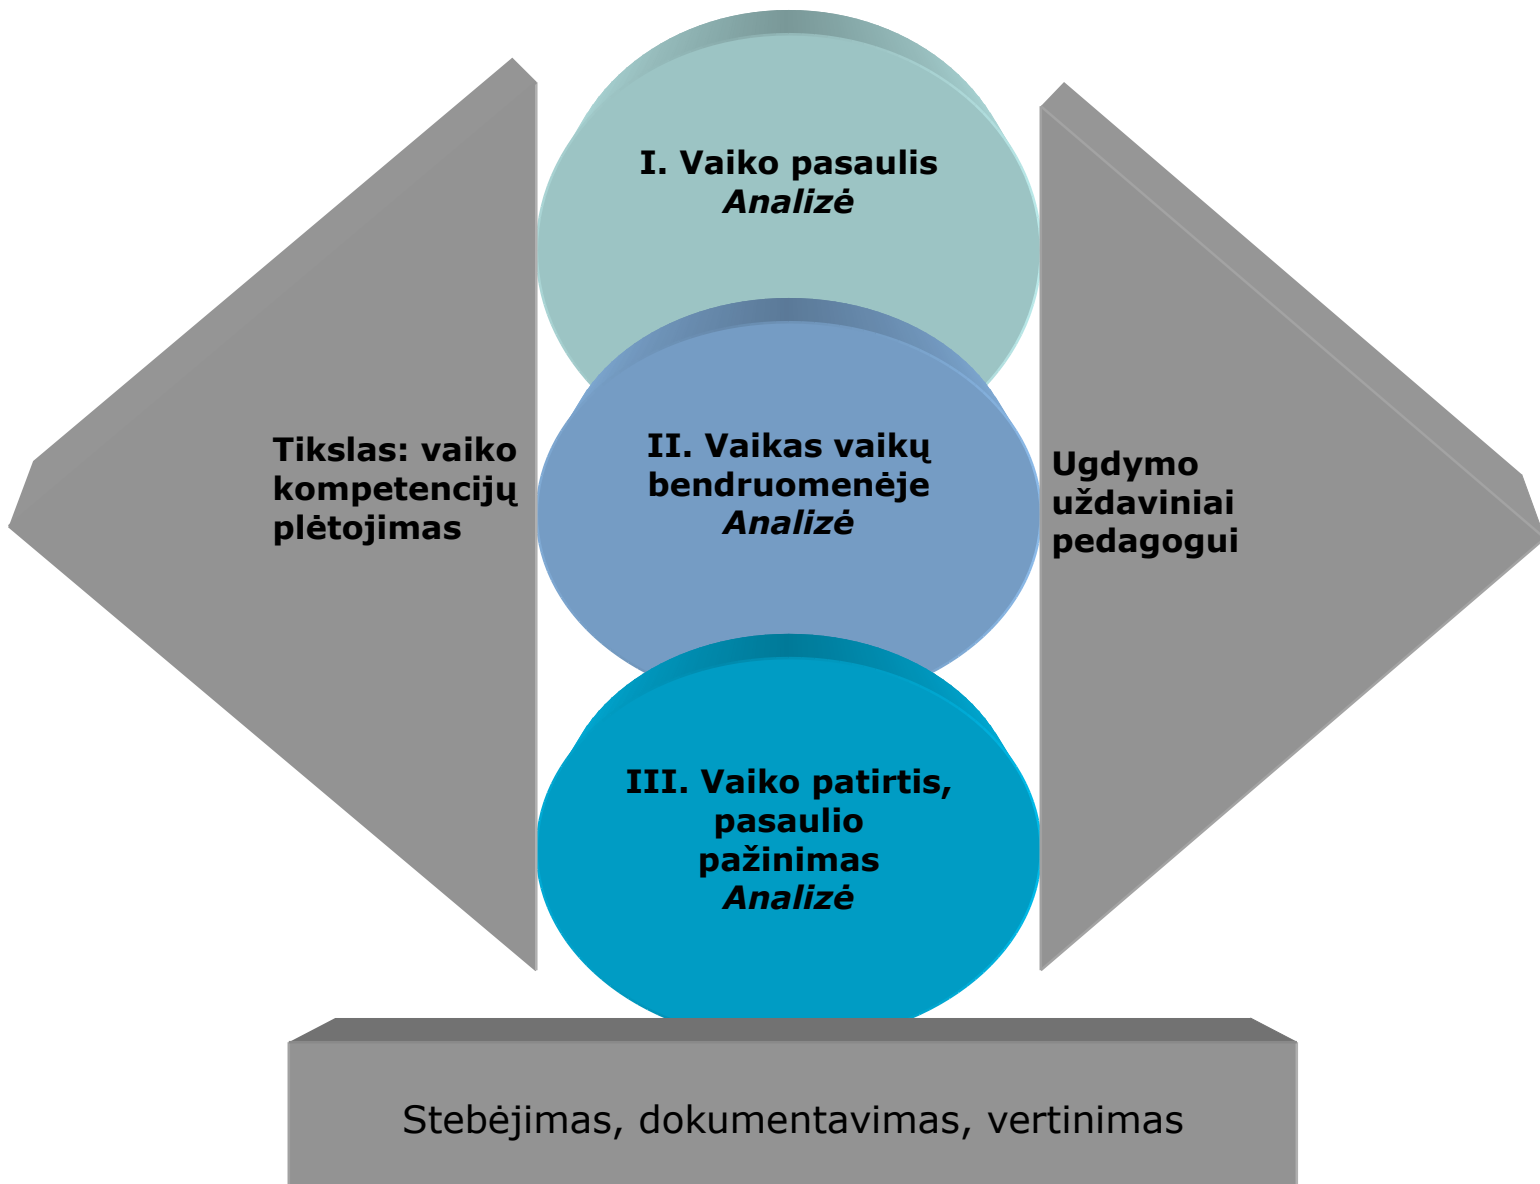 I. Vaiko pasaulis
Analizė
Tikslas: vaiko
kompetencijų
plėtojimas
II. Vaikas vaikų
bendruomenėje
Analizė
Ugdymo
uždaviniai
pedagogui
III. Vaiko patirtis,
pasaulio
pažinimas
Analizė
Stebėjimas, dokumentavimas, vertinimas